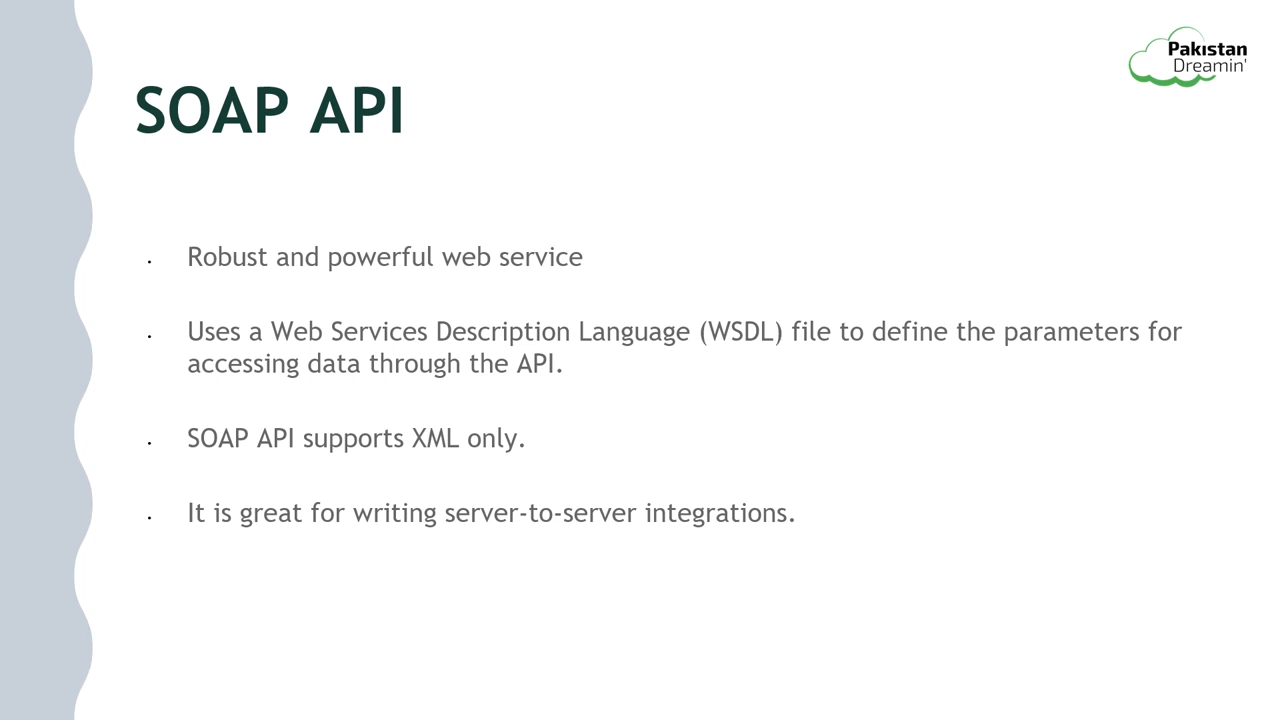 Pakistan
Dreamin'
SOAP API
• Robust and powerful web service
• Uses a Web Services Description Language (WSDL) file to define the parameters for
accessing data through the API.
• SOAP API supports XML only.
• It is great for writing server-to-server integrations.